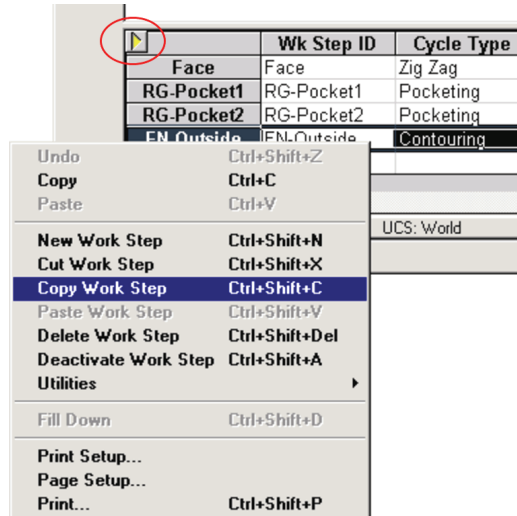 Wk Step ID Cycle Type
Face Face Zig Zag
RG-Pocket1 RG-Pocket1 Pocketing
RG-Pocket2 RG-Pocket2 Pocketing
EN-Outside EN-Outside Contouring
UCS: World
Undo Ctrl+Shift+Z
Copy Ctrl+C
Paste Ctrl+V
New Work Step Ctrl+Shift+N
Cut Work Step Ctrl+Shift+X
Copy Work Step Ctrl+Shift+C
Paste Work Step Ctrl+Shift+V
Delete Work Step Ctrl+Shift+Del
Deactivate Work Step Ctrl+Shift+A
Utilities
Fill Down Ctrl+Shift+D
Print Setup...
Page Setup...
Print... Ctrl+Shift+P